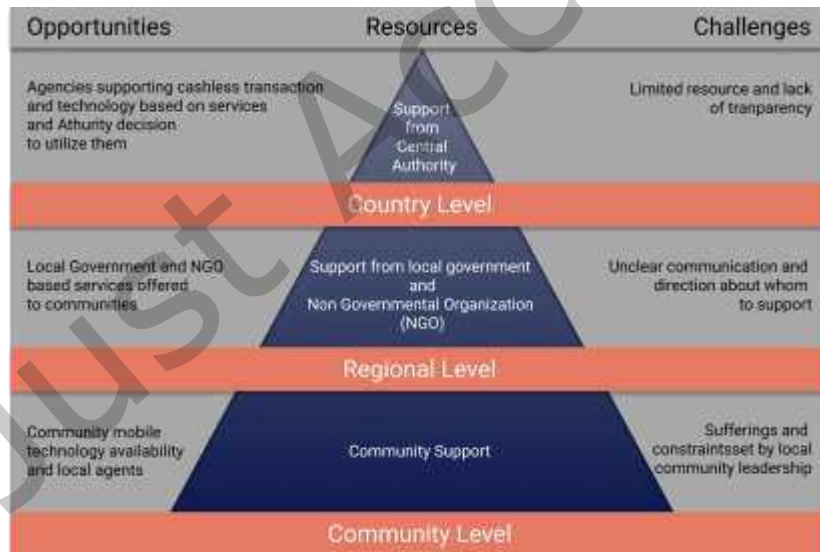 Opportunities
Resources
Challenges
Agencies supporting cashless transaction
and technology based on services
and Athurity decision
to utilize them
Support
from
Central
Authority
Limited resource and lack
of tranparency
Country Level
Local Government and NGO
based services offered
to communities
Support from local government
and
Non Governmental Organization
(NGO)
Unclear communication and
direction about whom
to support
Regional Level
Community mobile
technology availability
and local agents
Community Support
Sufferings and
constraintsset by local
community leadership
Community Level
Just Acc